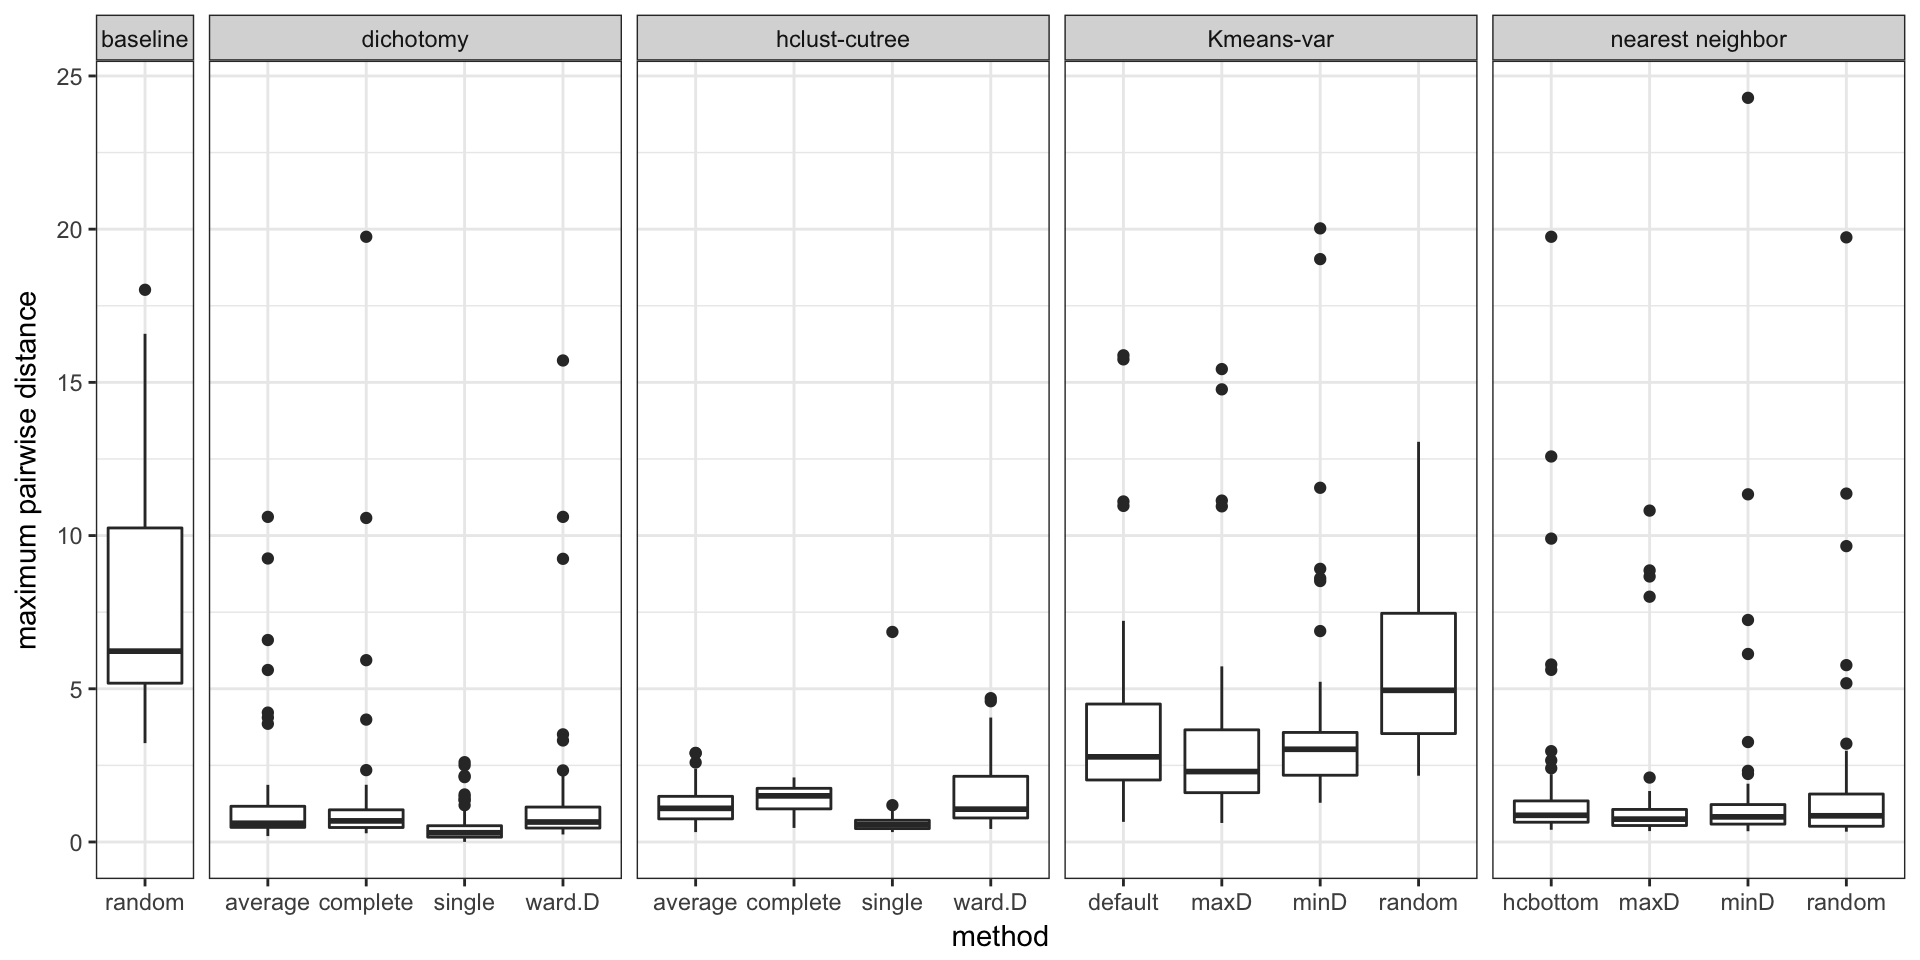 baseline dichotomy hclust-cutree Kmeans-var nearest neighbor
25
20
15
10
5
0
maximum pairwise distance
random average complete single ward.D average complete single ward.D default maxD minD random hcbottom maxD minD random
method